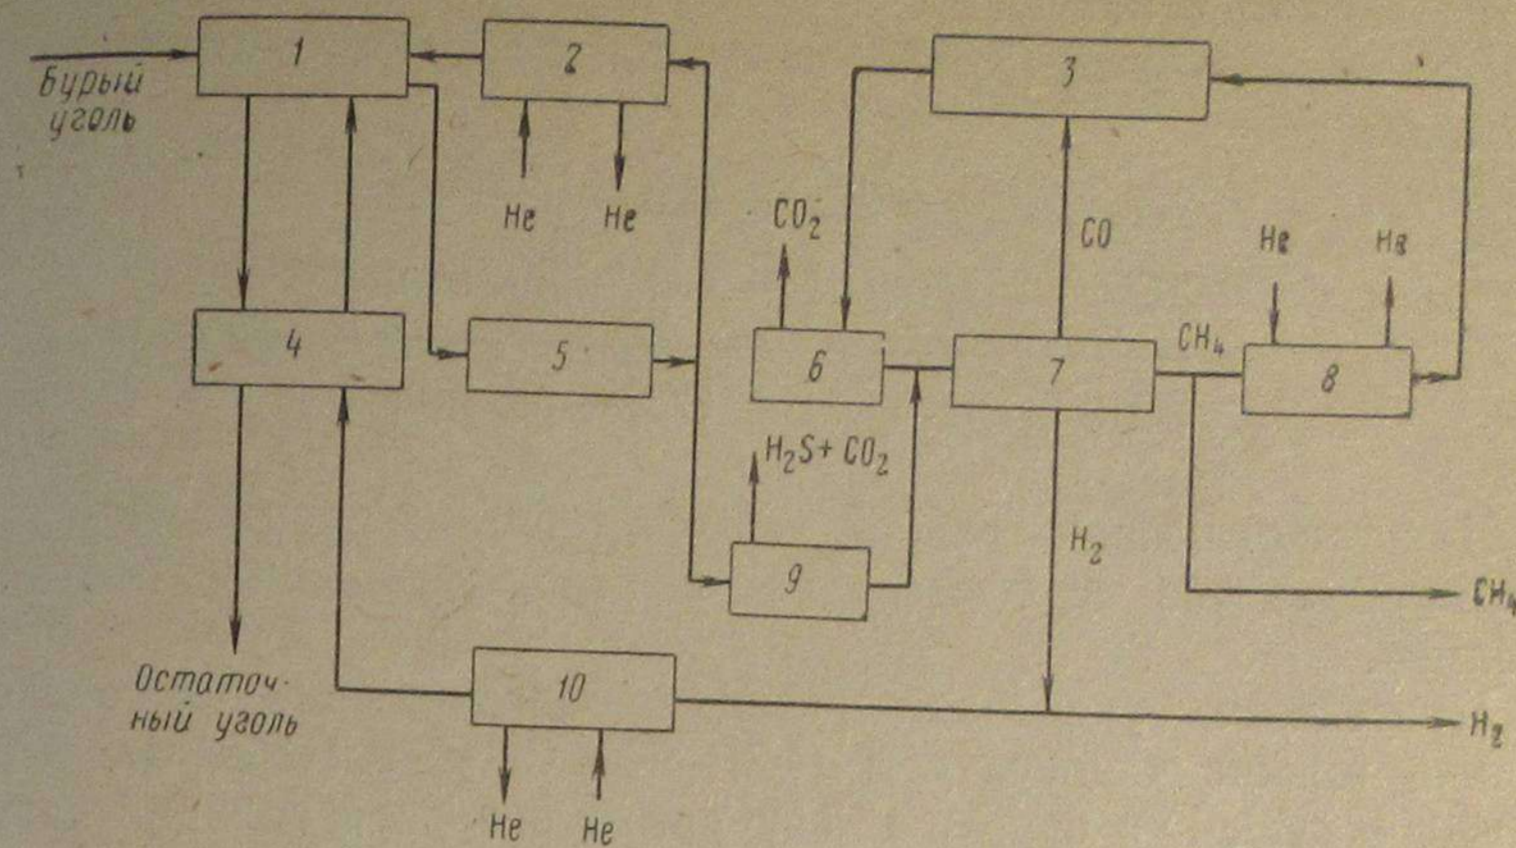 1
2
3
Бурый
уголь
He
He
CO₂
CO
He
He
4
5
6
7
CH₄
8
H₂S + CO₂
H₂
9
CH₄
Остаточ-
ный уголь
10
H₂
He
He